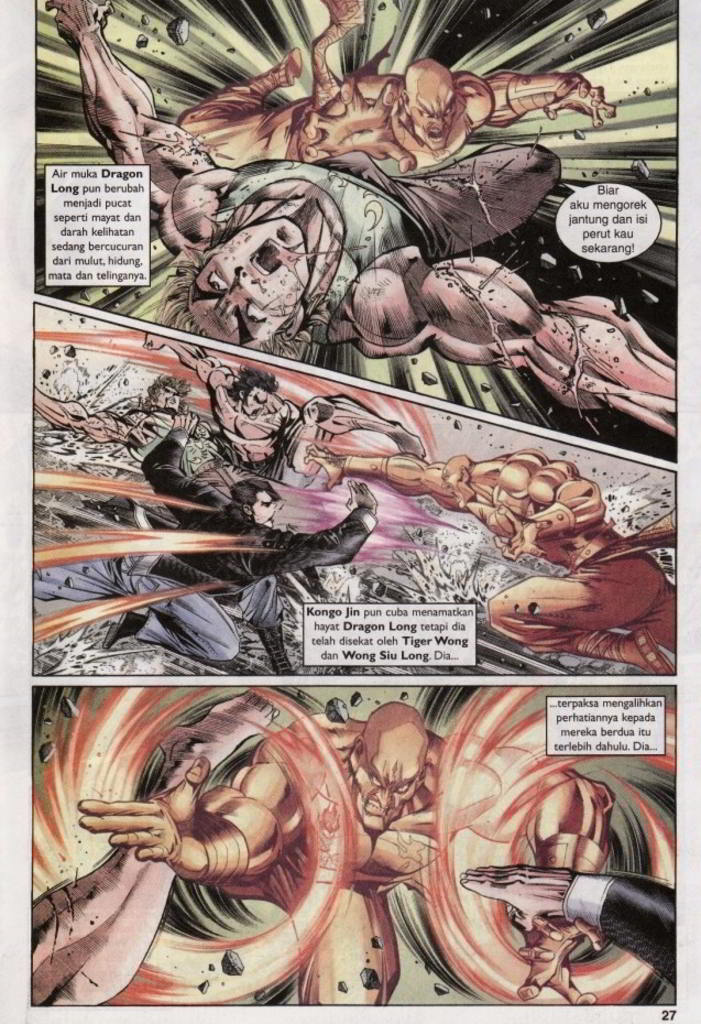 Air muka Dragon
Long pun berubah
menjadi pucat
seperti mayat dan
darah kelihatan
sedang bercucuran
dari mulut, hidung,
mata dan telinganya.
Biar
aku mengorek
jantung dan isi
perut kau
sekarang!
Kongo Jin pun cuba menamatkan
hayat Dragon Long tetapi dia
telah disekat oleh Tiger Wong
dan Wong Siu Long. Dia...
...terpaksa mengalihkan
perhatiannya kepada
mereka berdua itu
terlebih dahulu. Dia...
27